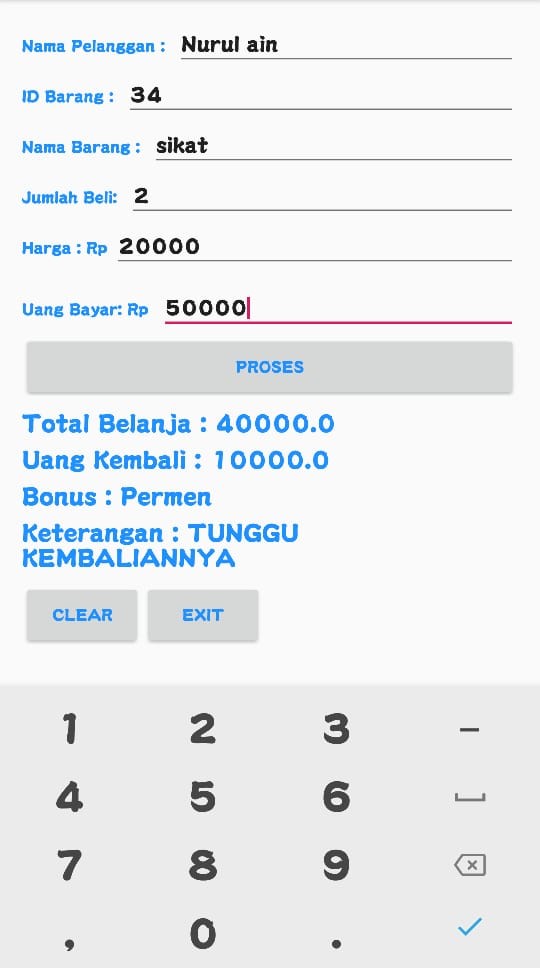 Nama Pelanggan : Nurul ain
ID Barang : 34
Nama Barang : sikat
Jumlah Beli: 2
Harga : Rp 20000
Uang Bayar: Rp 50000
PROSES
Total Belanja : 40000.0
Uang Kembali : 10000.0
Bonus : Permen
Keterangan : TUNGGU
KEMBALIANNYA
CLEAR EXIT
1 2 3 -
4 5 6
7 8 9
, 0 .